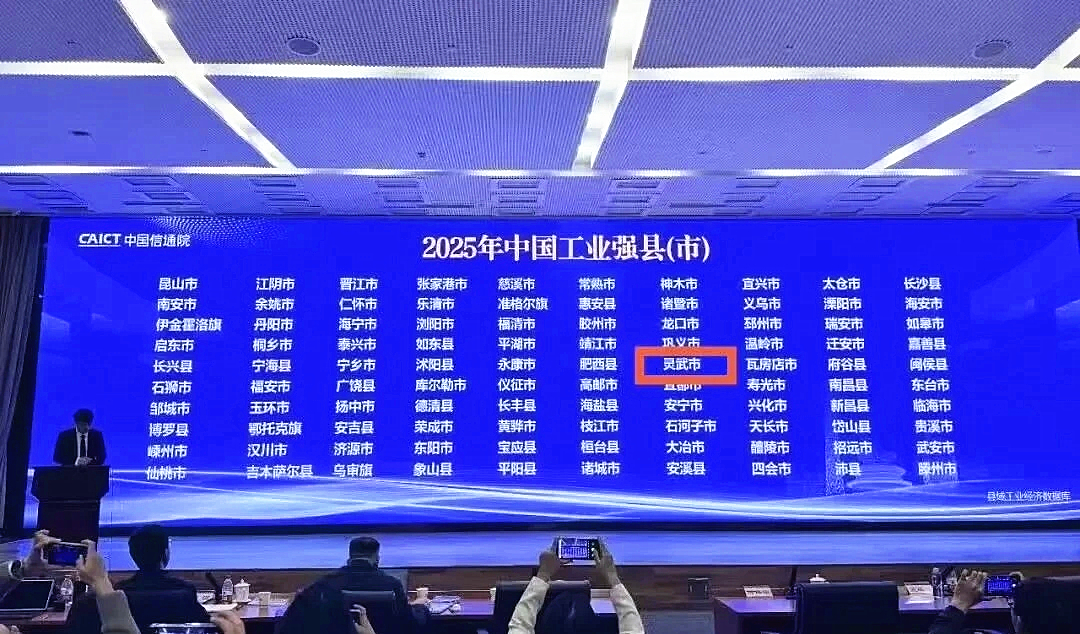 CAICT 中国信通院
2025年中国工业强县(市)
昆山市 江阴市 晋江市 张家港市 慈溪市 常熟市 神木市 宜兴市 太仓市 长沙县
南安市 余姚市 仁怀市 乐清市 准格尔旗 惠安县 诸暨市 义乌市 溧阳市 海安市
伊金霍洛旗 丹阳市 海宁市 浏阳市 福清市 胶州市 龙口市 邳州市 瑞安市 如皋市
启东市 桐乡市 泰兴市 如东县 平湖市 靖江市 巩义市 温岭市 迁安市 嘉善县
长兴县 宁海县 宁乡市 沭阳县 永康市 肥西县 灵武市 瓦房店市 府谷县 闽侯县
石狮市 福安市 广饶县 库尔勒市 仪征市 高邮市 宜都市 寿光市 南昌县 东台市
邹城市 玉环市 扬中市 德清县 长丰县 海盐县 安宁市 兴化市 新昌县 临海市
博罗县 鄂托克旗 安吉县 荣成市 黄骅市 枝江市 石河子市 天长市 岱山县 贵溪市
嵊州市 汉川市 济源市 东阳市 宝应县 桓台县 大冶市 醴陵市 招远市 武安市
仙桃市 吉木萨尔县 乌审旗 象山县 平阳县 诸城市 安溪县 四会市 沛县 滕州市
县域工业经济数据库